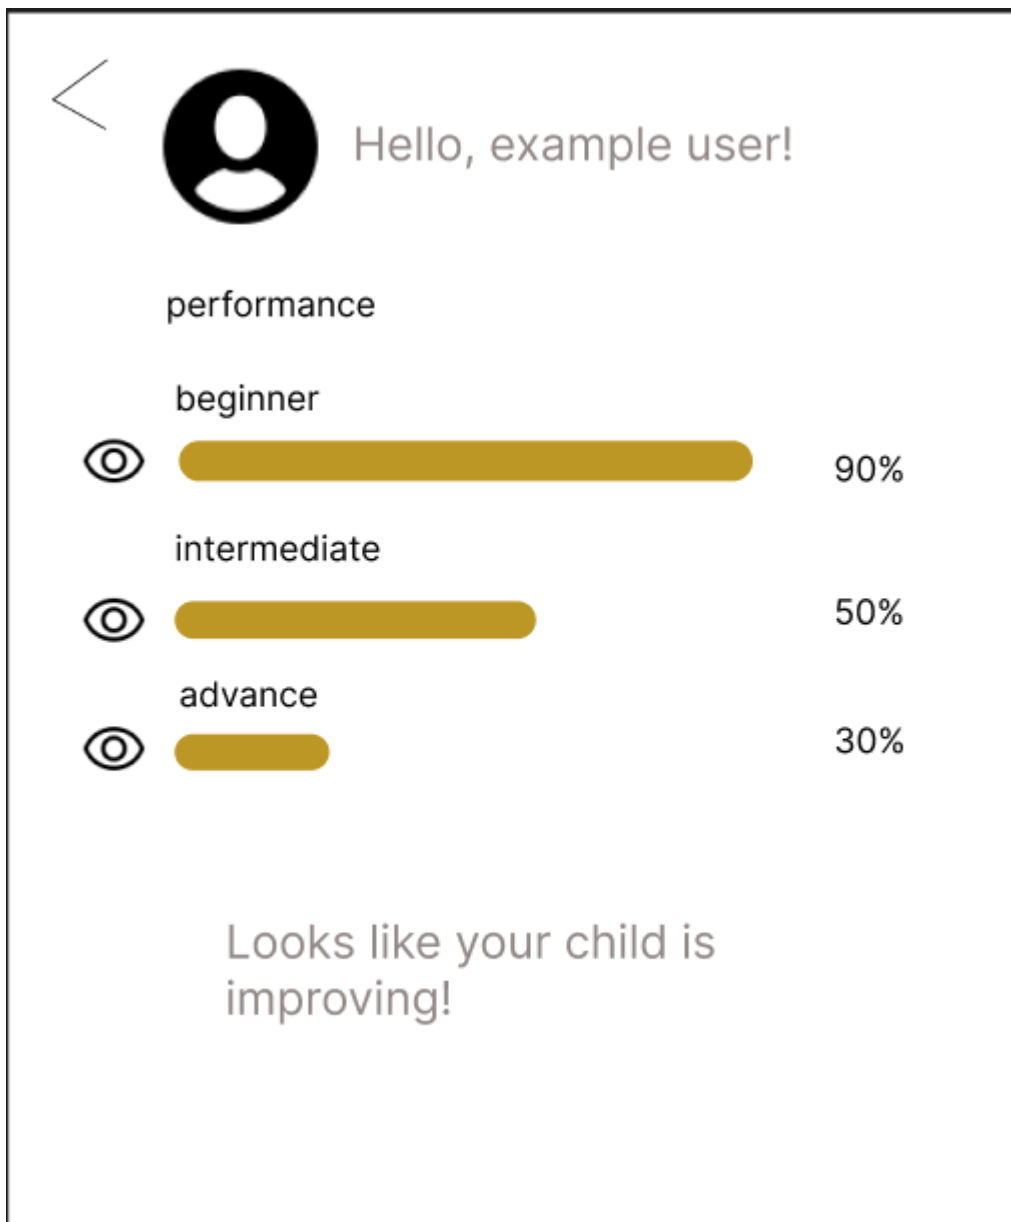 Hello, example user!
performance
beginner
90%
intermediate
50%
advance
30%
Looks like your child is
improving!